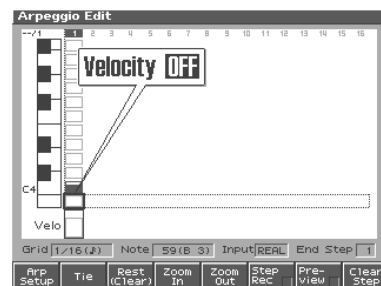 Arpeggio Edit
--/1 1 2 3 4 5 6 7 8 9 10 11 12 13 14 15 16
Velocity OFF
C4
Velo
Grid 1/16(♪) Note 59(B 3) Input REAL End Step 1
Arp Setup Tie Rest (Clear) Zoom In Zoom Out Step Rec Pre-view Clear Step